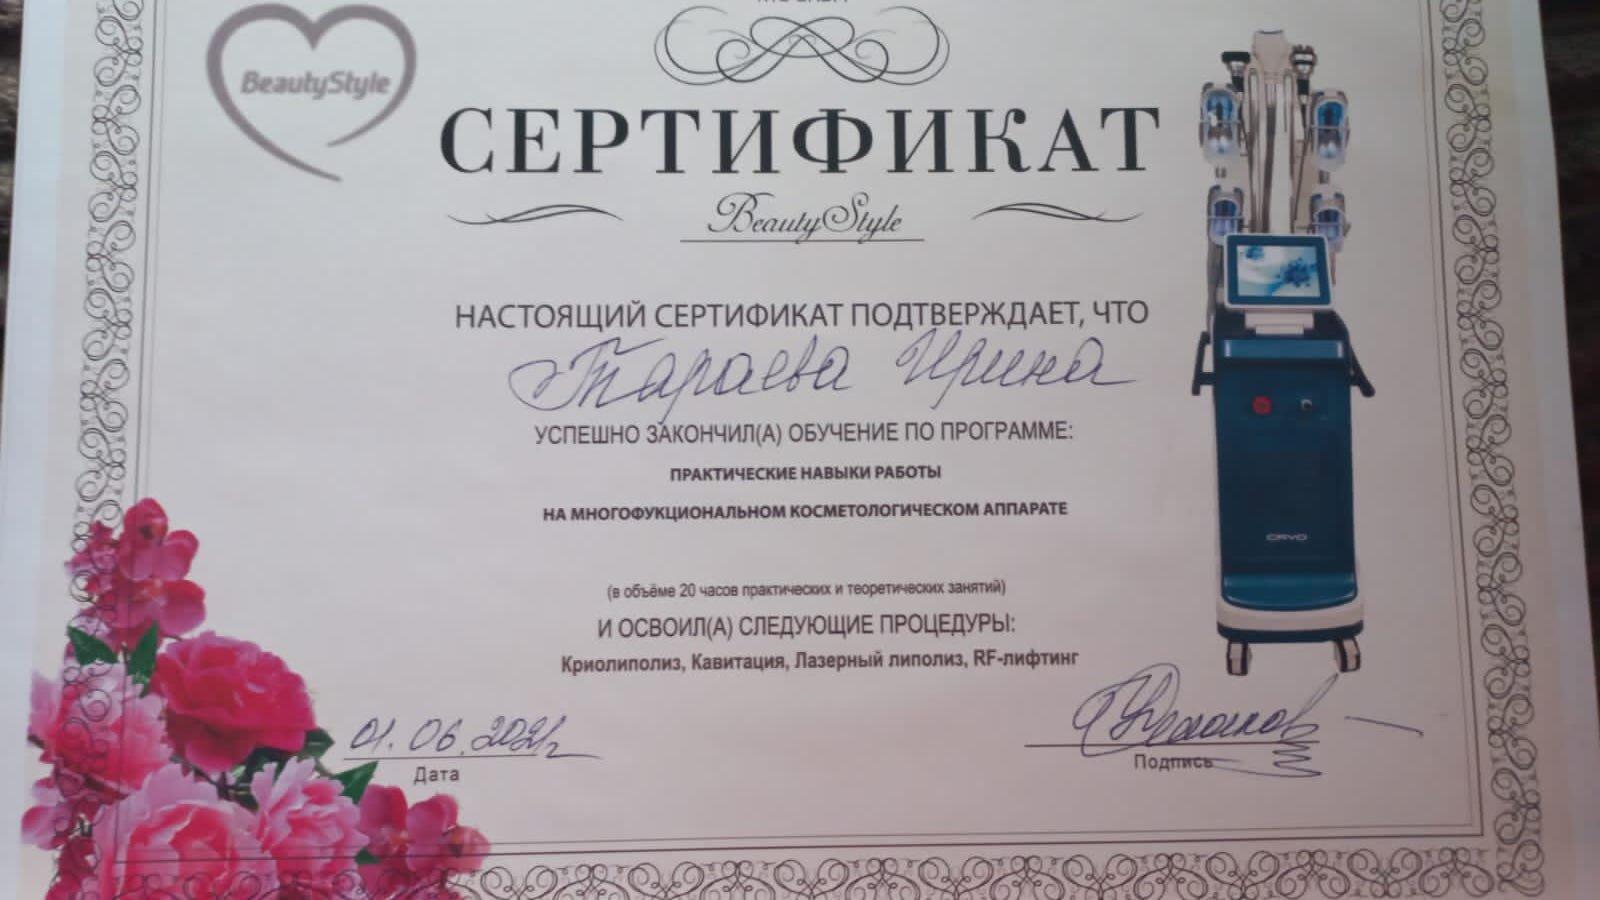 BeautyStyle
СЕРТИФИКАТ
BeautyStyle
НАСТОЯЩИЙ СЕРТИФИКАТ ПОДТВЕРЖДАЕТ, ЧТО
Тараева Ирина
УСПЕШНО ЗАКОНЧИЛ(А) ОБУЧЕНИЕ ПО ПРОГРАММЕ:
ПРАКТИЧЕСКИЕ НАВЫКИ РАБОТЫ
НА МНОГОФУКЦИОНАЛЬНОМ КОСМЕТОЛОГИЧЕСКОМ АППАРАТЕ
CRYO
(в объёме 20 часов практических и теоретических занятий)
И ОСВОИЛ(А) СЛЕДУЮЩИЕ ПРОЦЕДУРЫ:
Криолиполиз, Кавитация, Лазерный липолиз, RF-лифтинг
01.06.2021г
Дата
Подпись